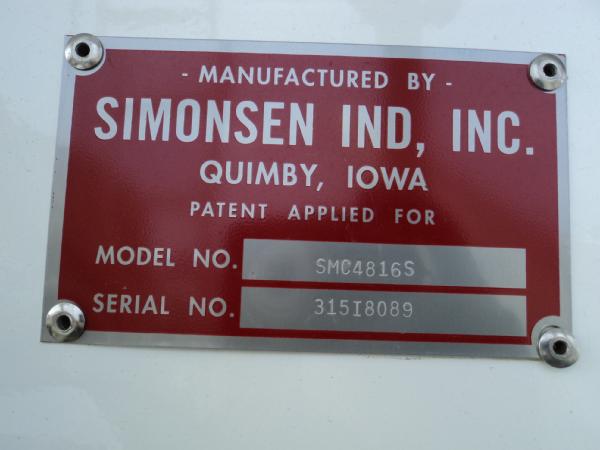 - MANUFACTURED BY -
SIMONSEN IND, INC.
QUIMBY, IOWA
PATENT APPLIED FOR
MODEL NO. SMC4816S
SERIAL NO. 315I8089